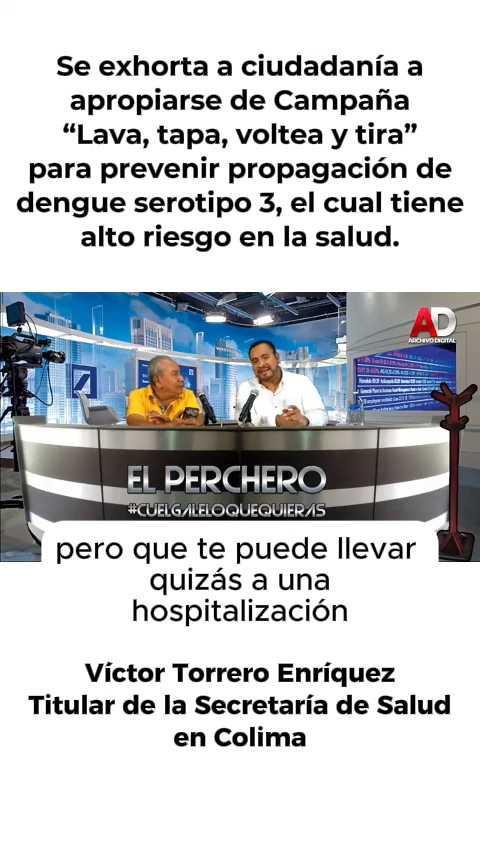 Se exhorta a ciudadanía a
apropiarse de Campaña
“Lava, tapa, voltea y tira”
para prevenir propagación de
dengue serotipo 3, el cual tiene
alto riesgo en la salud.
AD
ARCHIVO DIGITAL
EL PERCHERO
#CUELGALELOQUEQUIERAS
pero que te puede llevar
quizás a una
hospitalización
Víctor Torrero Enríquez
Titular de la Secretaría de Salud
en Colima